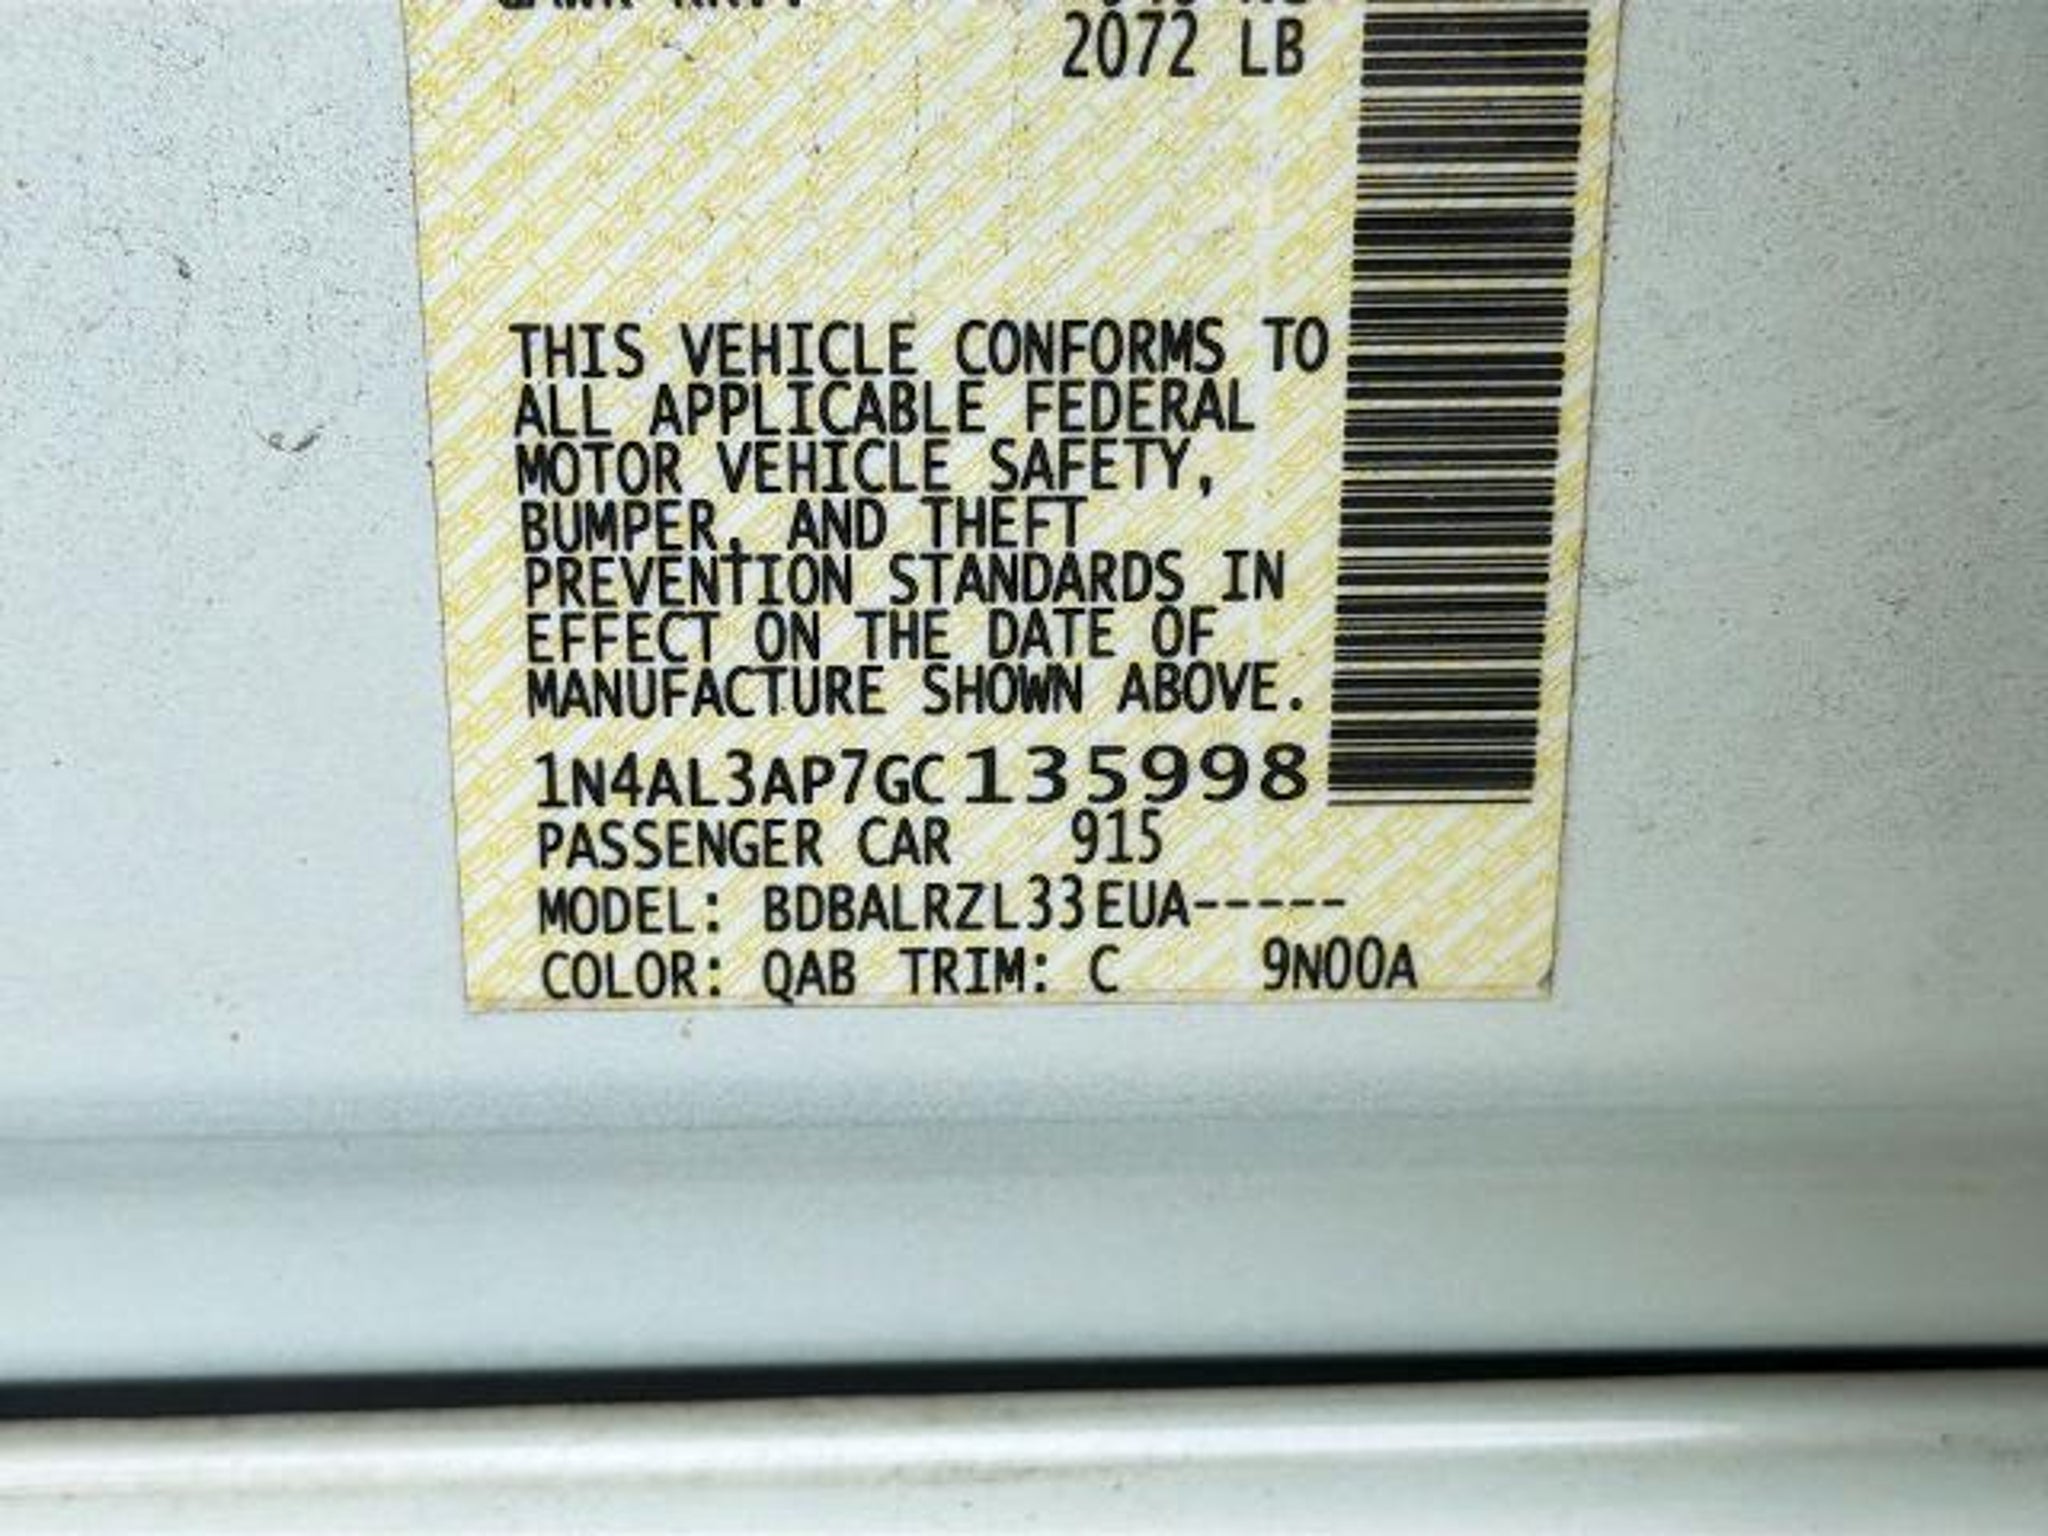 2072 LB
THIS VEHICLE CONFORMS TO
ALL APPLICABLE FEDERAL
MOTOR VEHICLE SAFETY,
BUMPER, AND THEFT
PREVENTION STANDARDS IN
EFFECT ON THE DATE OF
MANUFACTURE SHOWN ABOVE.
1N4AL3AP7GC135998
PASSENGER CAR 915
MODEL: BDBALRZL33EUA-----
COLOR: QAB TRIM: C 9N00A